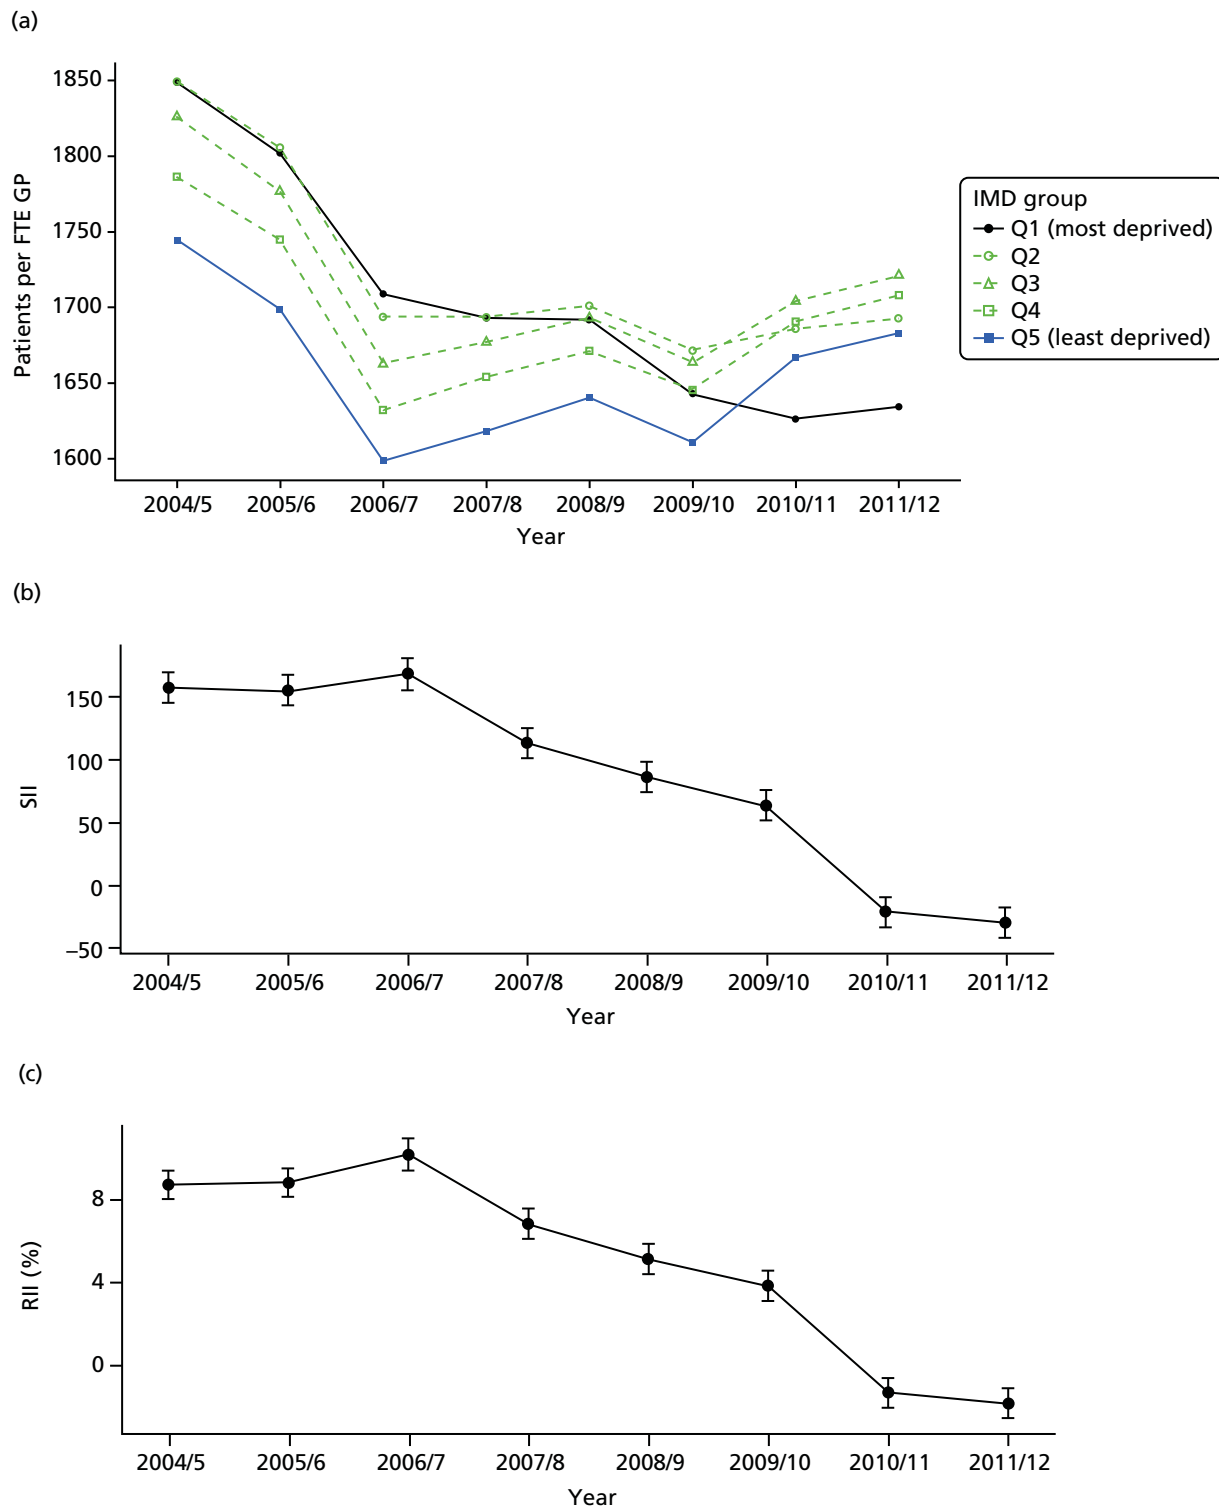 (a)
Patients per FTE GP
1850
1800
1750
1700
1650
1600
2004/5 2005/6 2006/7 2007/8 2008/9 2009/10 2010/11 2011/12
Year
IMD group
Q1 (most deprived)
Q2
Q3
Q4
Q5 (least deprived)
(b)
SII
150
100
50
0
−50
2004/5 2005/6 2006/7 2007/8 2008/9 2009/10 2010/11 2011/12
Year
(c)
RII (%)
8
4
0
2004/5 2005/6 2006/7 2007/8 2008/9 2009/10 2010/11 2011/12
Year